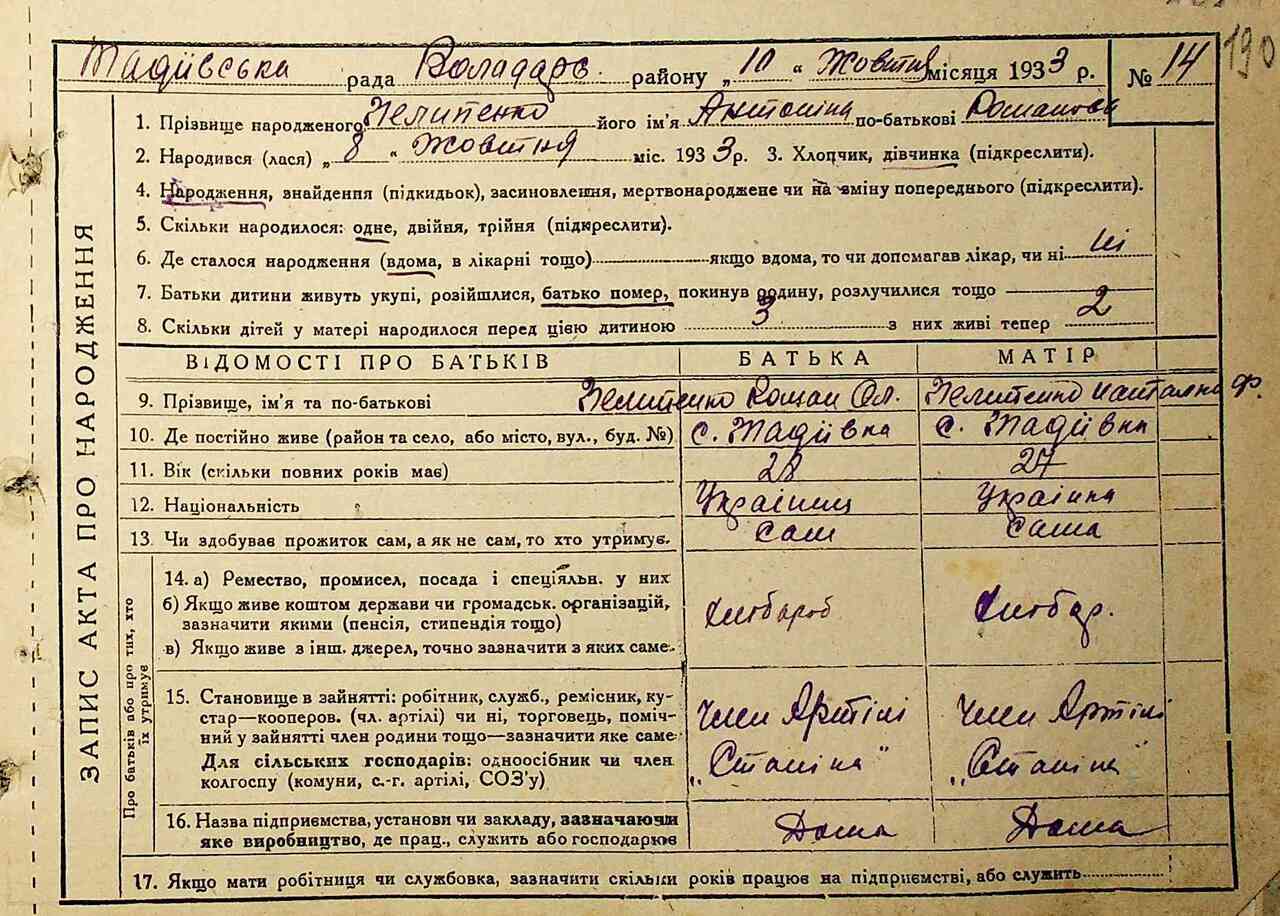 190
Тадіївська рада Воладарс. району „10 “ Жовтня місяця 1933 р. № 14
ЗАПИС АКТА ПРО НАРОДЖЕННЯ
1. Прізвище народженого Нелипенко його ім'я Антоніна по-батькові Романовн
2. Народився (лася) „ 8 “ Жовтня міс. 1933 р. 3. Хлопчик, дівчинка (підкреслити).
4. Народження, знайдення (підкидьок), засиновлення, мертвонароджене чи на зміну попереднього (підкреслити).
5. Скільки народилося: одне, двійня, трійня (підкреслити).
6. Де сталося народження (вдома, в лікарні тощо) якщо вдома, то чи допомагав лікар, чи ні ні
7. Батьки дитини живуть укупі, розійшлися, батько помер, покинув родину, розлучилися тощо
8. Скільки дітей у матері народилося перед цією дитиною 3 з них живі тепер 2
ВІДОМОСТІ ПРО БАТЬКІВ БАТЬКА МАТІР
9. Прізвище, ім'я та по-батькові Нелипенко Роман Ол. Нелипенко Наталка Ф.
10. Де постійно живе (район та село, або місто, вул., буд. №) с. Тадіївка с. Тадіївка
11. Вік (скільки повних років має) 28 27
12. Національність Українец Українка
13. Чи здобуває прожиток сам, а як не сам, то хто утримує. сам сама
Про батьків або про тих, хто їх утримує
14. а) Ремество, промисел, посада і спеціяльн. у них
б) Якщо живе коштом держави чи громадськ. організацій, Хлібароб Хлібар.
зазначити якими (пенсія, стипендія тощо)
в) Якщо живе з інш. джерел, точно зазначити з яких саме.
15. Становище в зайнятті: робітник, служб., ремісник, ку-
стар—кооперов. (чл. артілі) чи ні, торговець, поміч- Член Артілі Член Артілі
ний у зайнятті член родини тощо—зазначити яке саме
Для сільських господарів: одноосібник чи член „Сталіна” „Сталіна”
колгоспу (комуни, с.-г. артілі, СОЗ'у)
16. Назва підприємства, установи чи закладу, зазначаючи Дома Дома
яке виробництво, де прац., служить або господарює
17. Якщо мати робітниця чи службовка, зазначити скільки років працює на підприємстві, або служить